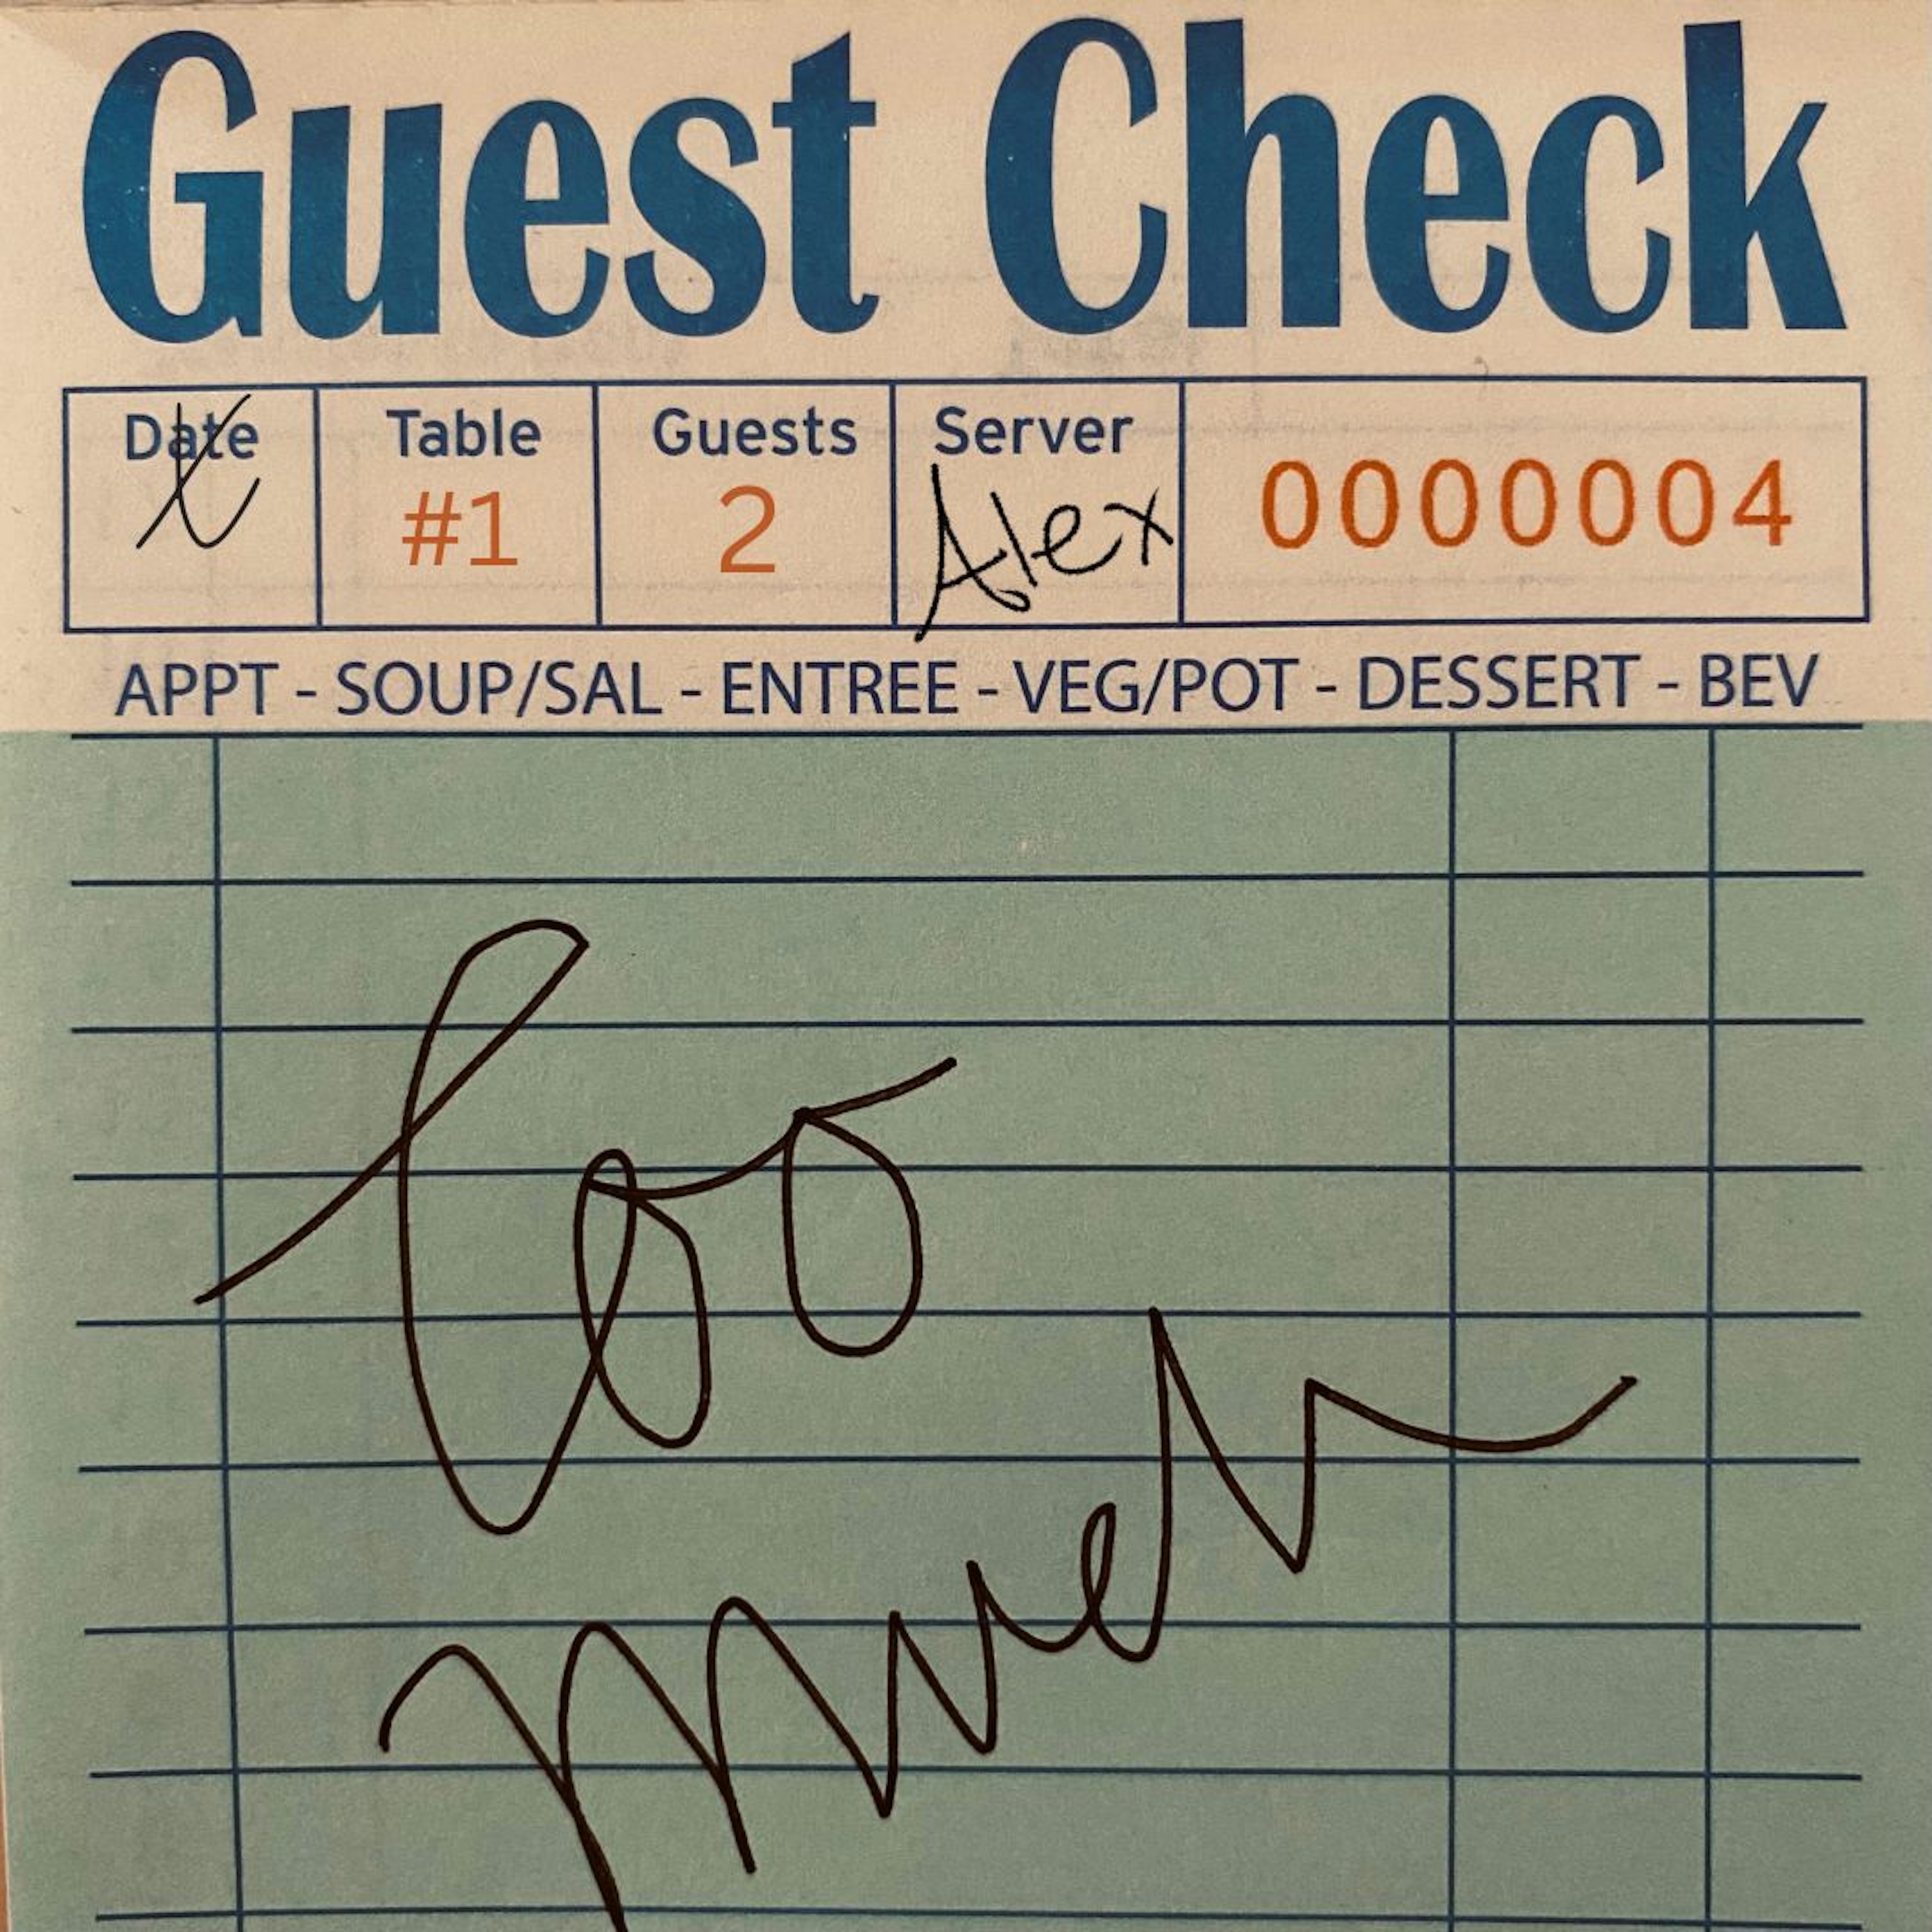 Guest Check
Date Table Guests Server
t #1 2 Alex 0000004
APPT - SOUP/SAL - ENTREE - VEG/POT - DESSERT - BEV
too
much